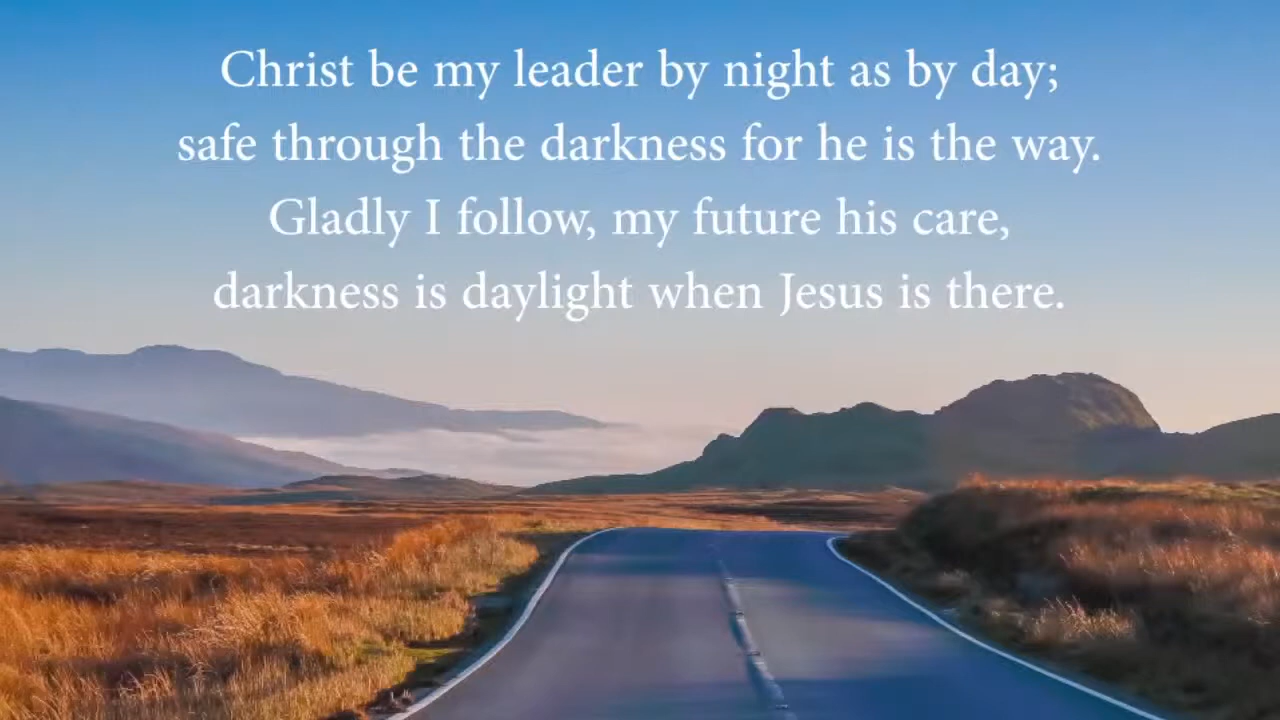 Christ be my leader by night as by day;
safe through the darkness for he is the way.
Gladly I follow, my future his care,
darkness is daylight when Jesus is there.